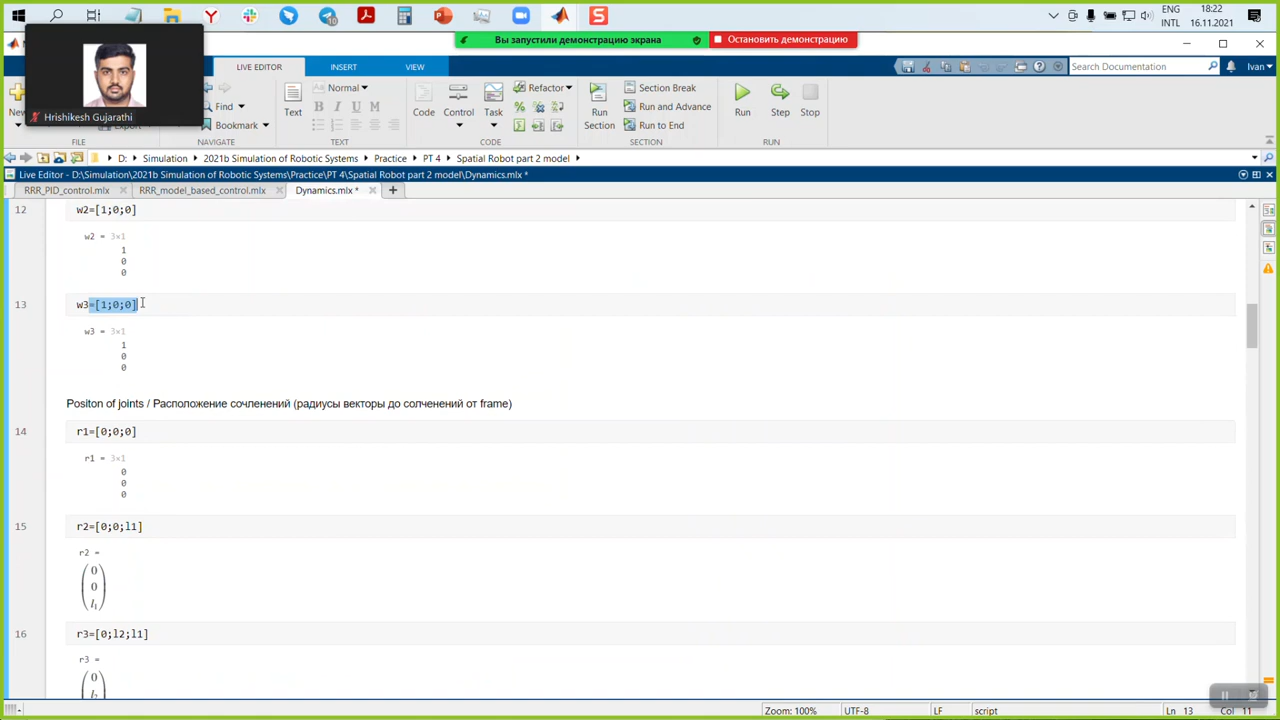 10
ENG
INTL
18:22
16.11.2021
Вы запустили демонстрацию экрана
Остановить демонстрацию
Hrishikesh Gujarathi
LIVE EDITOR
INSERT
VIEW
Search Documentation
Ivan
New
Export
Find
Bookmark
Text
Normal
B I U M
Code
Control
Task
Refactor
Run
Section
Section Break
Run and Advance
Run to End
Run
Step
Stop
FILE
NAVIGATE
TEXT
CODE
SECTION
RUN
D: Simulation 2021b Simulation of Robotic Systems Practice PT 4 Spatial Robot part 2 model
Live Editor - D:\Simulation\2021b Simulation of Robotic Systems\Practice\PT 4\Spatial Robot part 2 model\Dynamics.mlx *
RRR_PID_control.mlx
RRR_model_based_control.mlx
Dynamics.mlx *
12 w2=[1;0;0]
w2 = 3×1
1
0
0
13 w3=[1;0;0]
w3 = 3×1
1
0
0
Positon of joints / Расположение сочленений (радиусы векторы до солченений от frame)
14 r1=[0;0;0]
r1 = 3×1
0
0
0
15 r2=[0;0;l1]
r2 =
0
0
l1
16 r3=[0;l2;l1]
r3 =
0
l2
Zoom: 100%
UTF-8
LF
script
Ln 13
Col 11